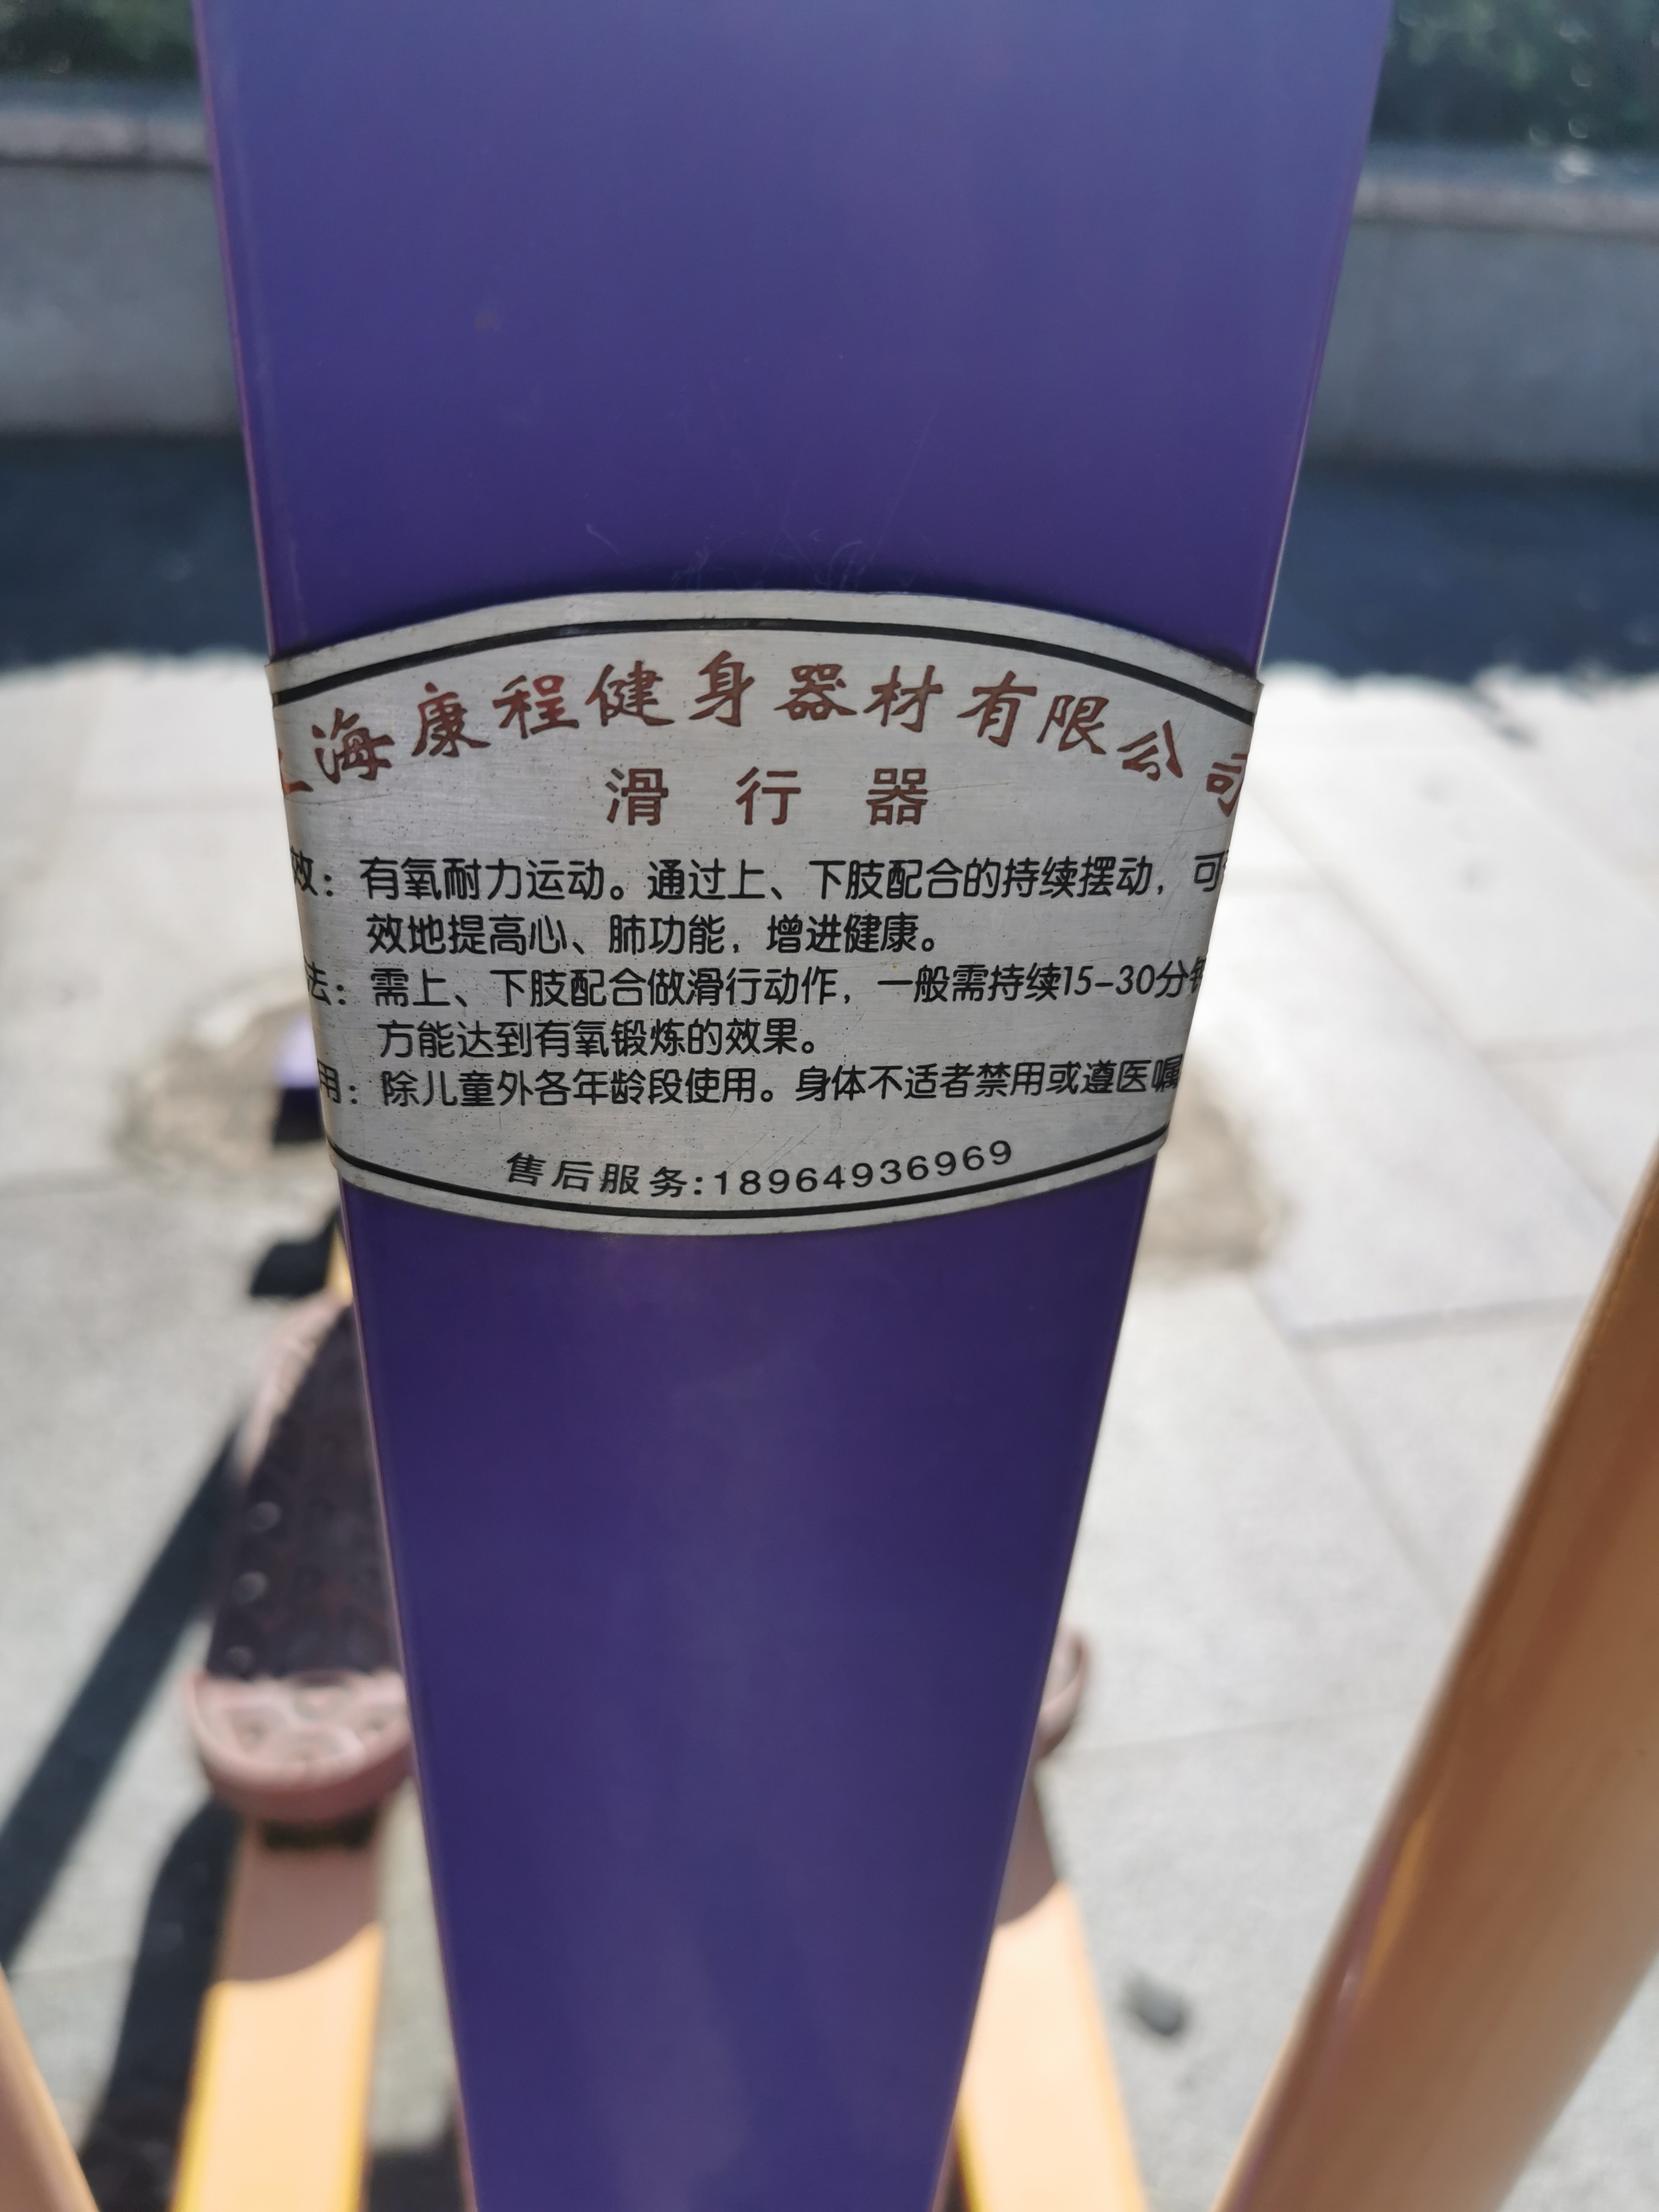 上海康程健身器材有限公司
滑行器
效：有氧耐力运动。通过上、下肢配合的持续摆动，可
效地提高心、肺功能，增进健康。
法：需上、下肢配合做滑行动作，一般需持续15-30分钟
方能达到有氧锻炼的效果。
用：除儿童外各年龄段使用。身体不适者禁用或遵医嘱
售后服务:18964936969